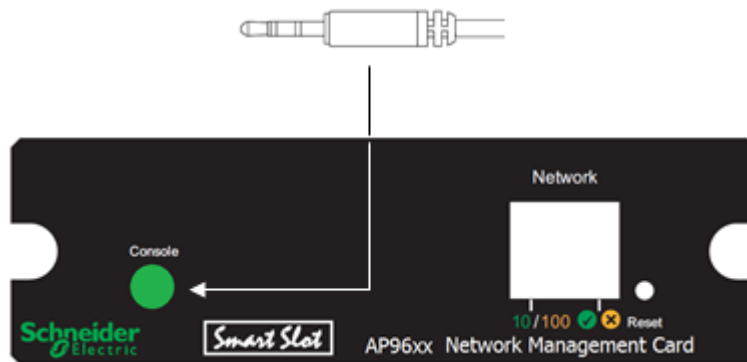 Network
Console
10/100 Reset
Schneider
Electric
Smart Slot
AP96xx Network Management Card